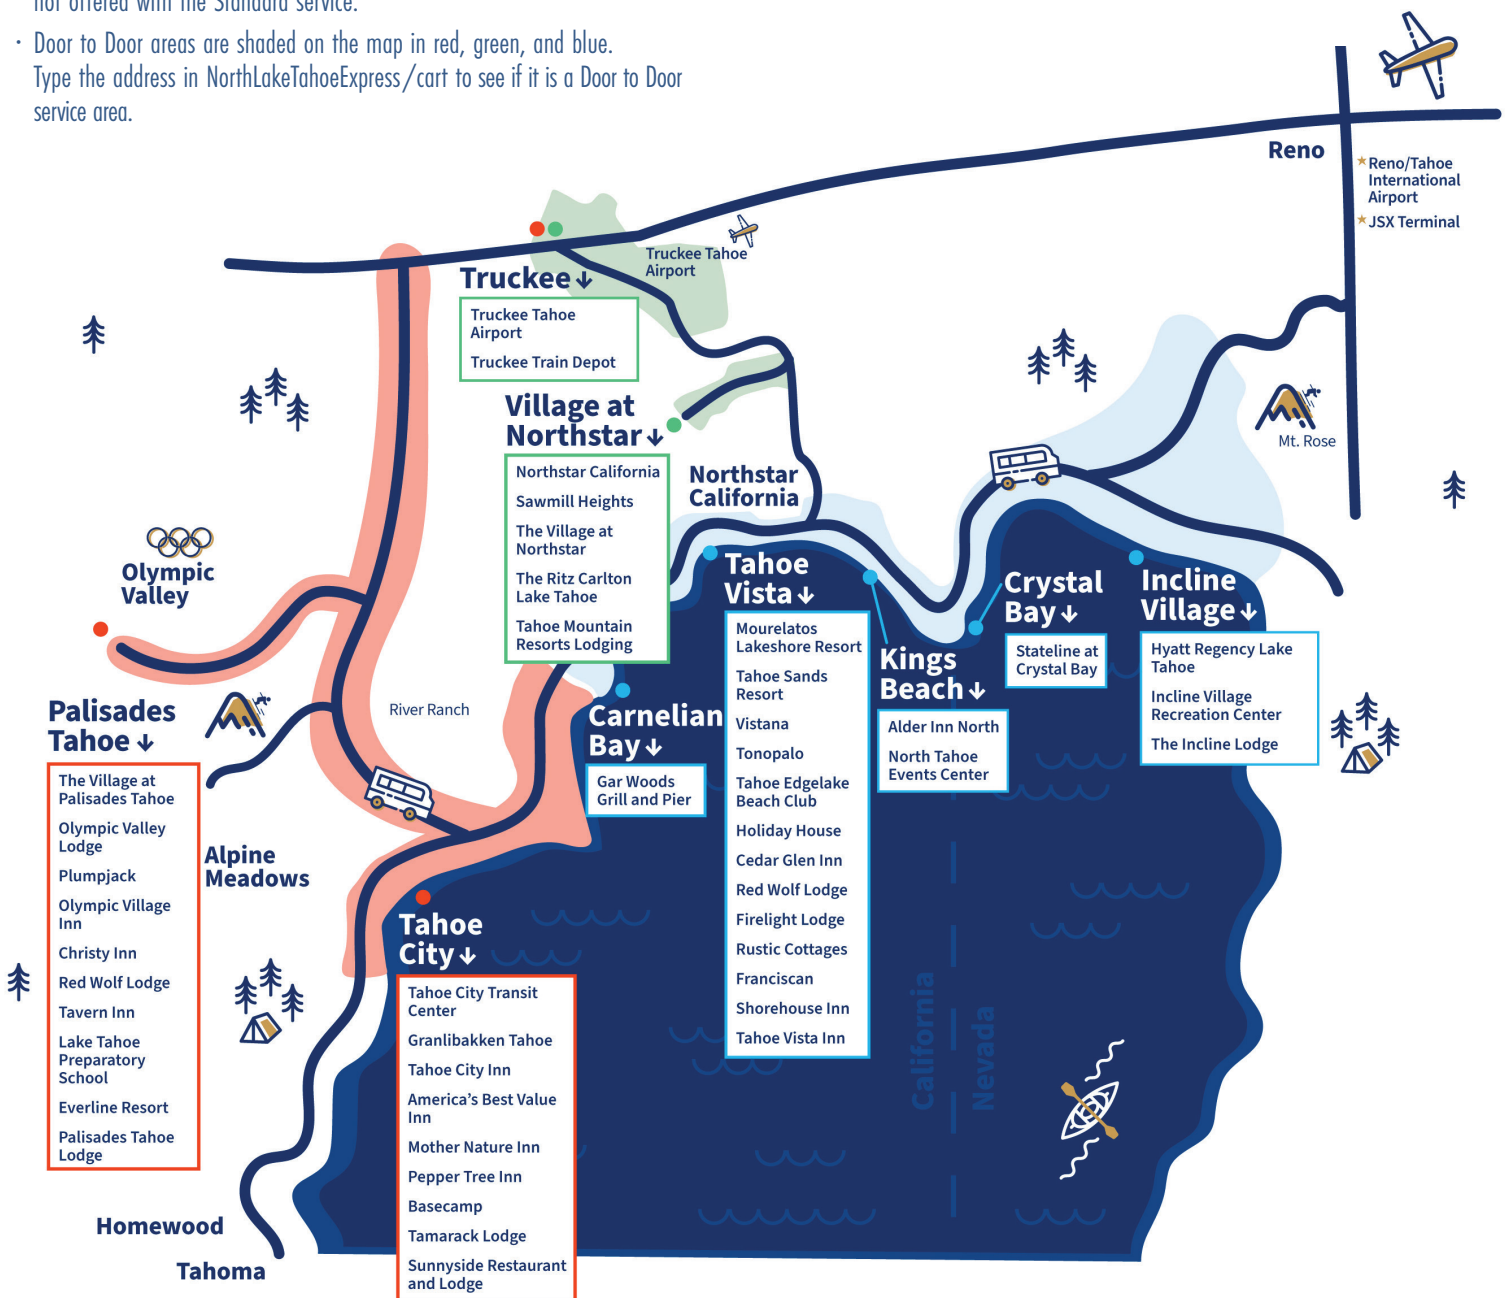 not offered with the Standard service.
· Door to Door areas are shaded on the map in red, green, and blue.
Type the address in NorthLakeTahoeExpress/cart to see if it is a Door to Door
service area.
Reno
Reno/Tahoe
International
Airport
JSX Terminal
Truckee Tahoe
Airport
Truckee
Truckee Tahoe
Airport
Truckee Train Depot
Village at
Northstar
Northstar California
Sawmill Heights
The Village at
Northstar
The Ritz Carlton
Lake Tahoe
Tahoe Mountain
Resorts Lodging
Northstar
California
Mt. Rose
Olympic
Valley
River Ranch
Palisades
Tahoe
The Village at
Palisades Tahoe
Olympic Valley
Lodge
Plumpjack
Olympic Village
Inn
Christy Inn
Red Wolf Lodge
Tavern Inn
Lake Tahoe
Preparatory
School
Everline Resort
Palisades Tahoe
Lodge
Alpine
Meadows
Carnelian
Bay
Gar Woods
Grill and Pier
Tahoe
Vista
Mourelatos
Lakeshore Resort
Tahoe Sands
Resort
Vistana
Tonopalo
Tahoe Edgelake
Beach Club
Holiday House
Cedar Glen Inn
Red Wolf Lodge
Firelight Lodge
Rustic Cottages
Franciscan
Shorehouse Inn
Tahoe Vista Inn
Kings
Beach
Alder Inn North
North Tahoe
Events Center
Crystal
Bay
Stateline at
Crystal Bay
Incline
Village
Hyatt Regency Lake
Tahoe
Incline Village
Recreation Center
The Incline Lodge
Tahoe
City
Tahoe City Transit
Center
Granlibakken Tahoe
Tahoe City Inn
America's Best Value
Inn
Mother Nature Inn
Pepper Tree Inn
Basecamp
Tamarack Lodge
Sunnyside Restaurant
and Lodge
California
Nevada
Homewood
Tahoma